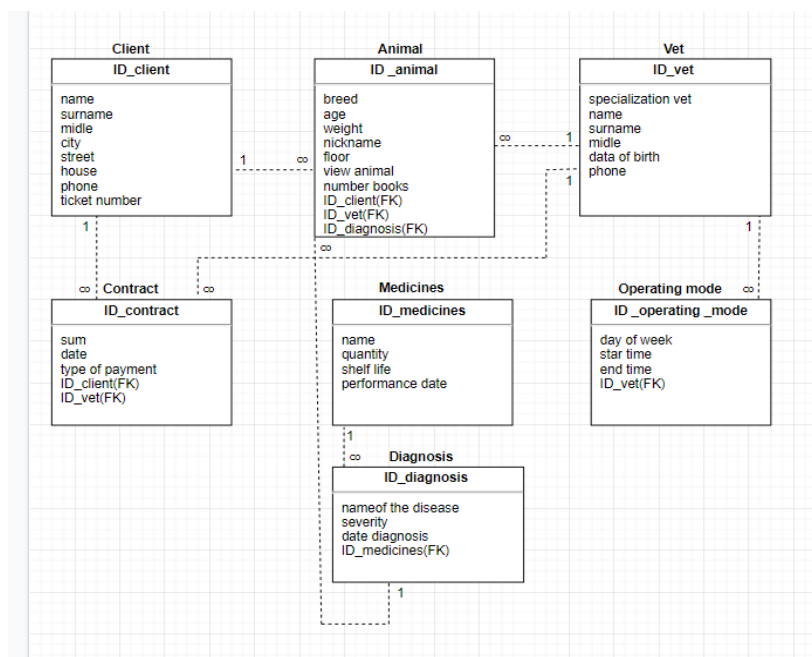 Client
ID_client
name
surname
midle
city
street
house
phone
ticket number
Animal
ID _animal
breed
age
weight
nickname
floor
view animal
number books
ID_client(FK)
ID_vet(FK)
ID_diagnosis(FK)
Vet
ID_vet
specialization vet
name
surname
midle
data of birth
phone
1
∞
∞
1
1
1
∞
1
∞
∞
1
∞
Contract
ID_contract
sum
date
type of payment
ID_client(FK)
ID_vet(FK)
Medicines
ID_medicines
name
quantity
shelf life
performance date
Operating mode
ID _operating _mode
day of week
star time
end time
ID_vet(FK)
1
∞
Diagnosis
ID_diagnosis
nameof the disease
severity
date diagnosis
ID_medicines(FK)
1